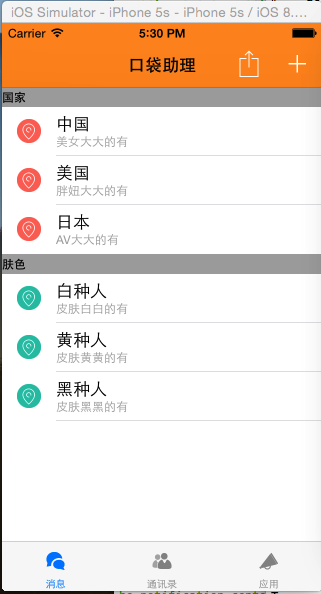 iOS Simulator - iPhone 5s - iPhone 5s / iOS 8....
Carrier 5:30 PM
口袋助理
国家
中国
美女大大的有
美国
胖妞大大的有
日本
AV大大的有
肤色
白种人
皮肤白白的有
黄种人
皮肤黄黄的有
黑种人
皮肤黑黑的有
消息 通讯录 应用